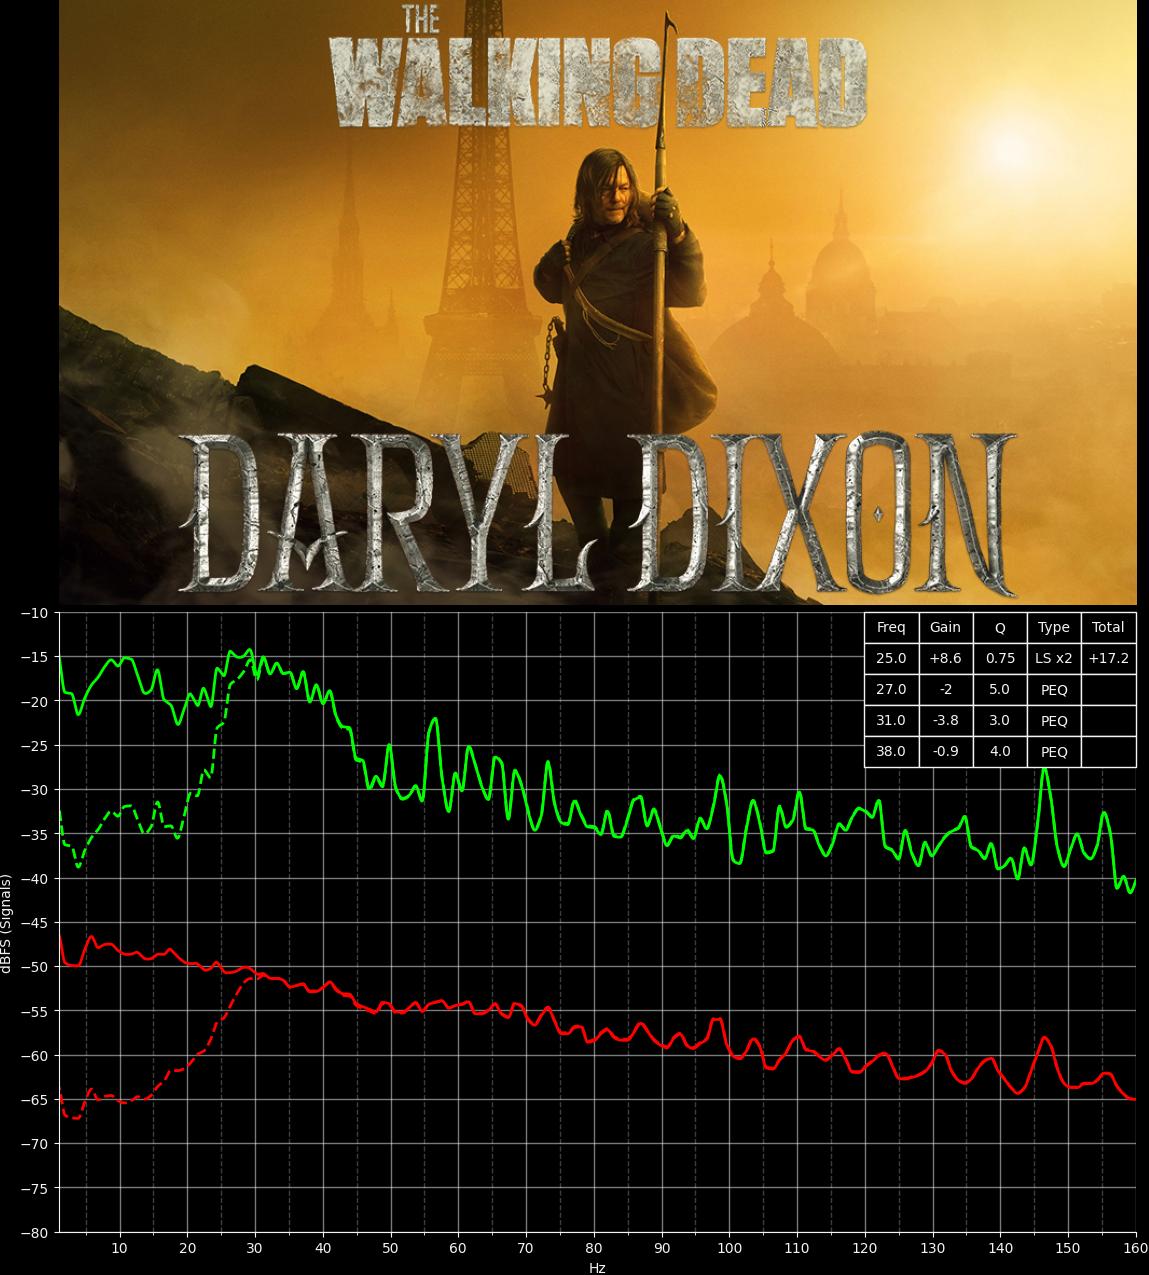 THE
WALKING DEAD
DARYL DIXON
Freq Gain Q Type Total
25.0 +8.6 0.75 LS x2 +17.2
27.0 -2 5.0 PEQ
31.0 -3.8 3.0 PEQ
38.0 -0.9 4.0 PEQ
−10
−15
−20
−25
−30
−35
−40
−45
−50
−55
−60
−65
−70
−75
−80
dBFS (Signals)
10 20 30 40 50 60 70 80 90 100 110 120 130 140 150 160
Hz